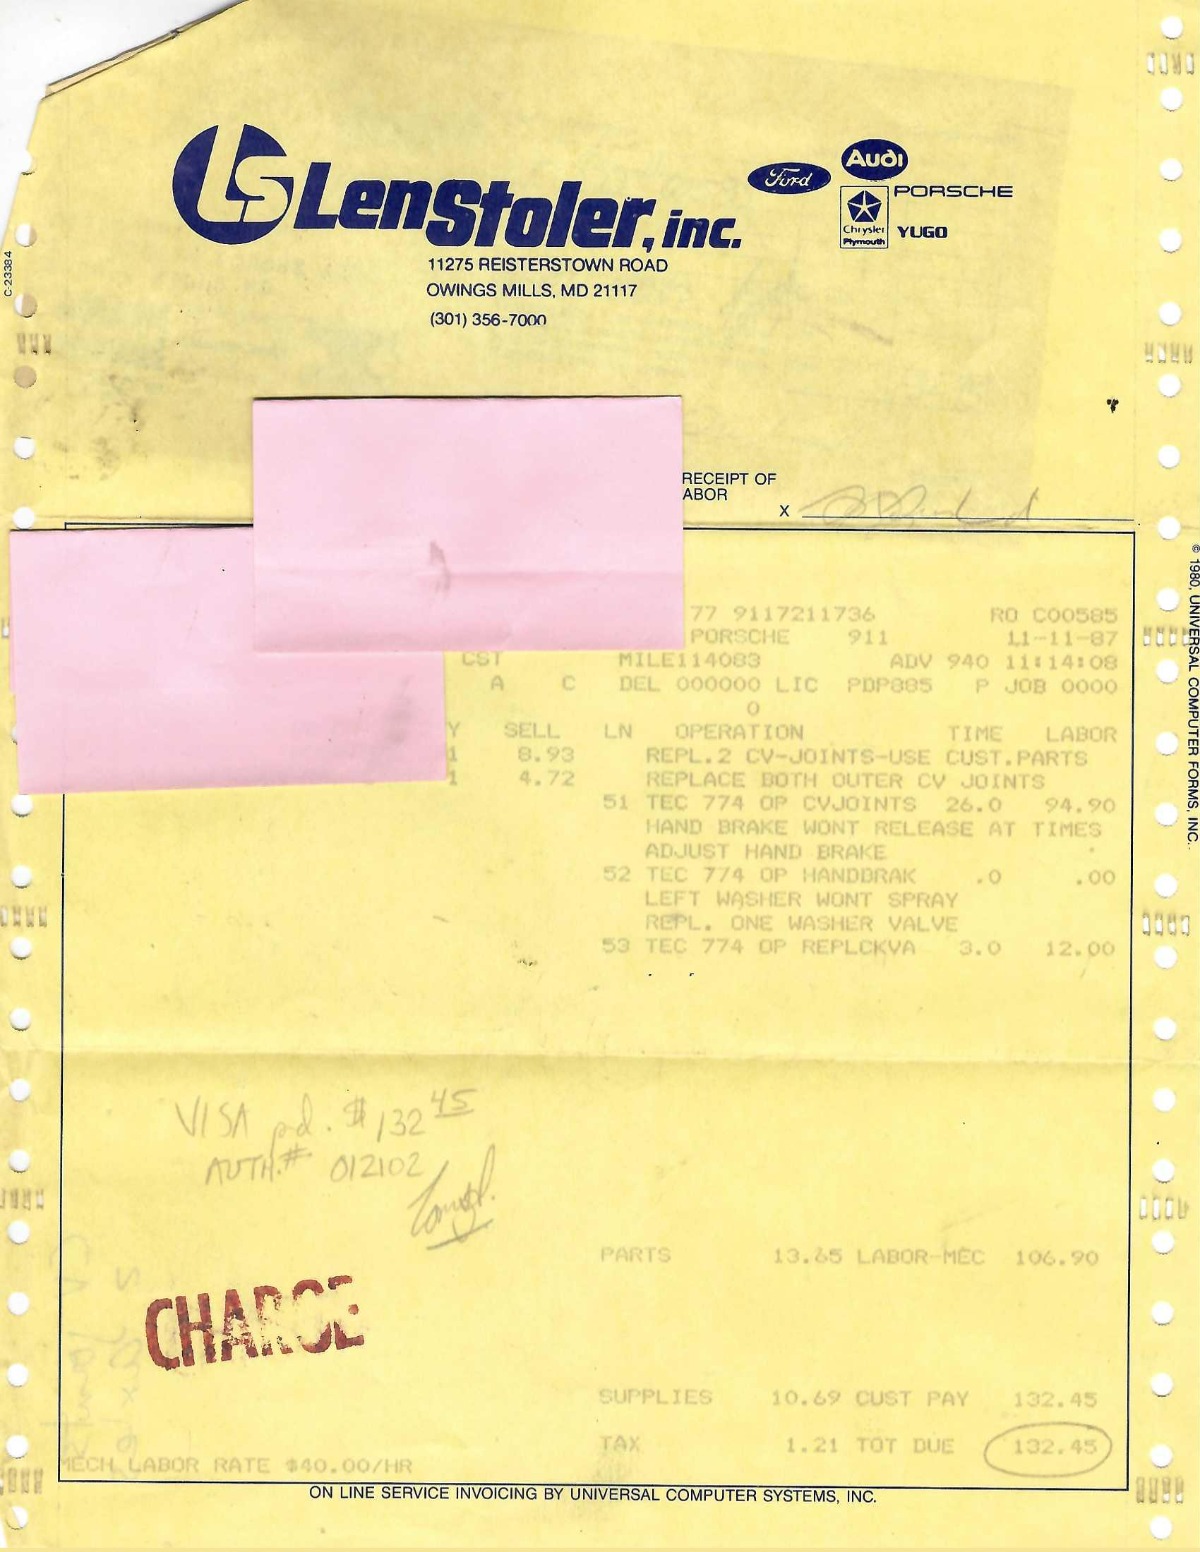 LS LenStoler, inc.
Ford
Audi
PORSCHE
Chrysler
Plymouth
YUGO
11275 REISTERSTOWN ROAD
OWINGS MILLS, MD 21117
(301) 356-7000
C-23384
RECEIPT OF
ABOR
X
77 9117211736 RO C00585
PORSCHE 911 11-11-87
CST MILE114083 ADV 940 11:14:08
A C DEL 000000 LIC PDP885 P JOB 0000
0
Y SELL LN OPERATION TIME LABOR
1 8.93 REPL.2 CV-JOINTS-USE CUST.PARTS
1 4.72 REPLACE BOTH OUTER CV JOINTS
51 TEC 774 OP CVJOINTS 26.0 94.90
HAND BRAKE WONT RELEASE AT TIMES
ADJUST HAND BRAKE
52 TEC 774 OP HANDBRAK .0 .00
LEFT WASHER WONT SPRAY
REPL. ONE WASHER VALVE
53 TEC 774 OP REPLCKVA 3.0 12.00
VISA pd. $132 45
AUTH.# 012102
PARTS 13.65 LABOR-MEC 106.90
CHARGE
SUPPLIES 10.69 CUST PAY 132.45
TAX 1.21 TOT DUE 132.45
MECH LABOR RATE $40.00/HR
ON LINE SERVICE INVOICING BY UNIVERSAL COMPUTER SYSTEMS, INC.
© 1980, UNIVERSAL COMPUTER FORMS, INC.